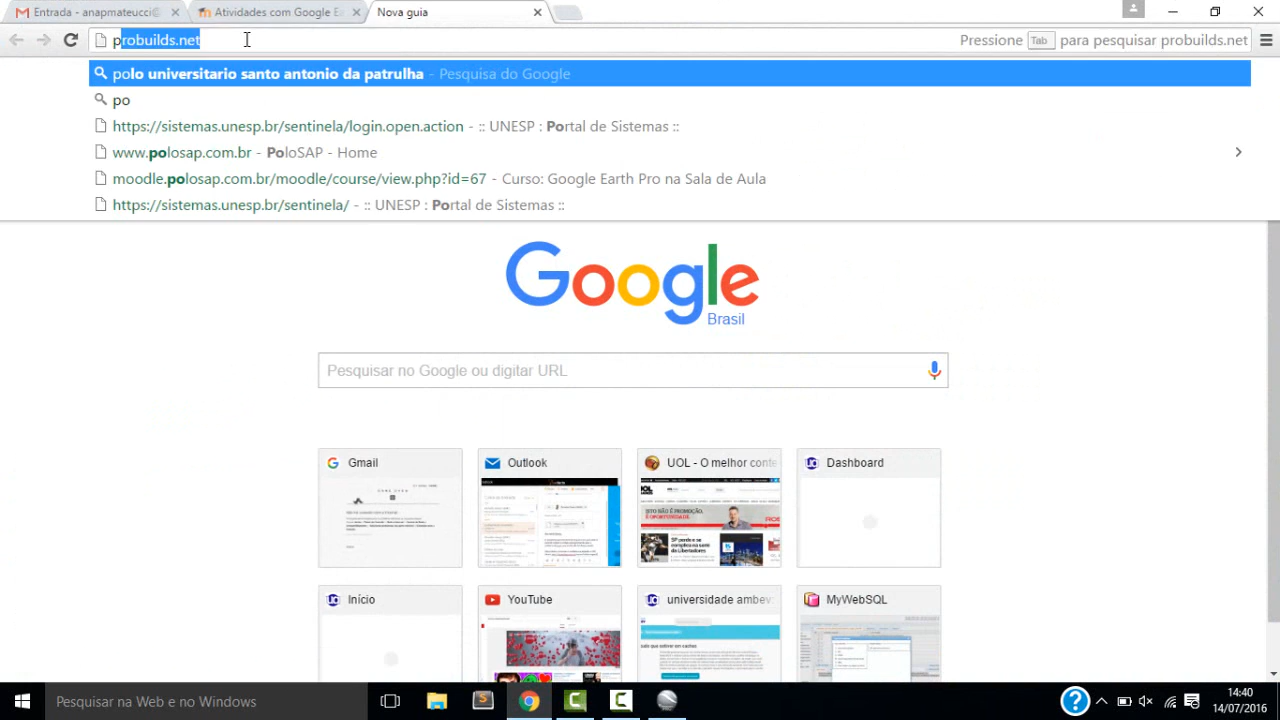 Entrada - anapmateucci@
Atividades com Google Ea
Nova guia
probuilds.net
Pressione Tab para pesquisar probuilds.net
polo universitario santo antonio da patrulha - Pesquisa do Google
po
https://sistemas.unesp.br/sentinela/login.open.action - :: UNESP : Portal de Sistemas ::
www.polosap.com.br - PoloSAP - Home
moodle.polosap.com.br/moodle/course/view.php?id=67 - Curso: Google Earth Pro na Sala de Aula
https://sistemas.unesp.br/sentinela/ - :: UNESP : Portal de Sistemas ::
Google
Brasil
Pesquisar no Google ou digitar URL
Gmail
Outlook
UOL - O melhor conte
Dashboard
Início
YouTube
universidade ambev:
MyWebSQL
Pesquisar na Web e no Windows
14:40
14/07/2016